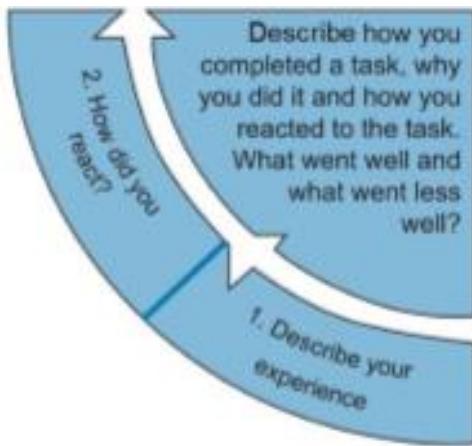 Describe how you
completed a task, why
you did it and how you
reacted to the task.
What went well and
what went less
well?
2. How did you
react?
1. Describe your
experience